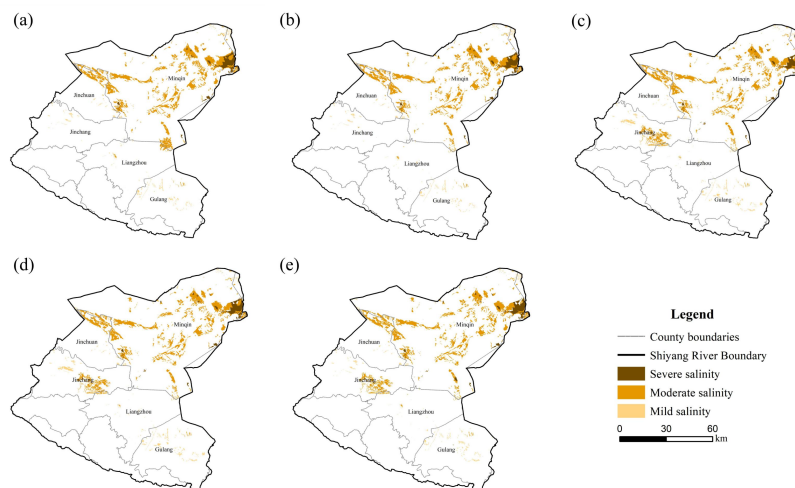 (a)
Minqin
Jinchuan
Jinchang
Liangzhou
Gulang
(b)
Minqin
Jinchuan
Jinchang
Liangzhou
Gulang
(c)
Minqin
Jinchuan
Jinchang
Liangzhou
Gulang
(d)
Minqin
Jinchuan
Jinchang
Liangzhou
Gulang
(e)
Minqin
Jinchuan
Jinchang
Liangzhou
Gulang
Legend
County boundaries
Shiyang River Boundary
Severe salinity
Moderate salinity
Mild salinity
0 30 60
km